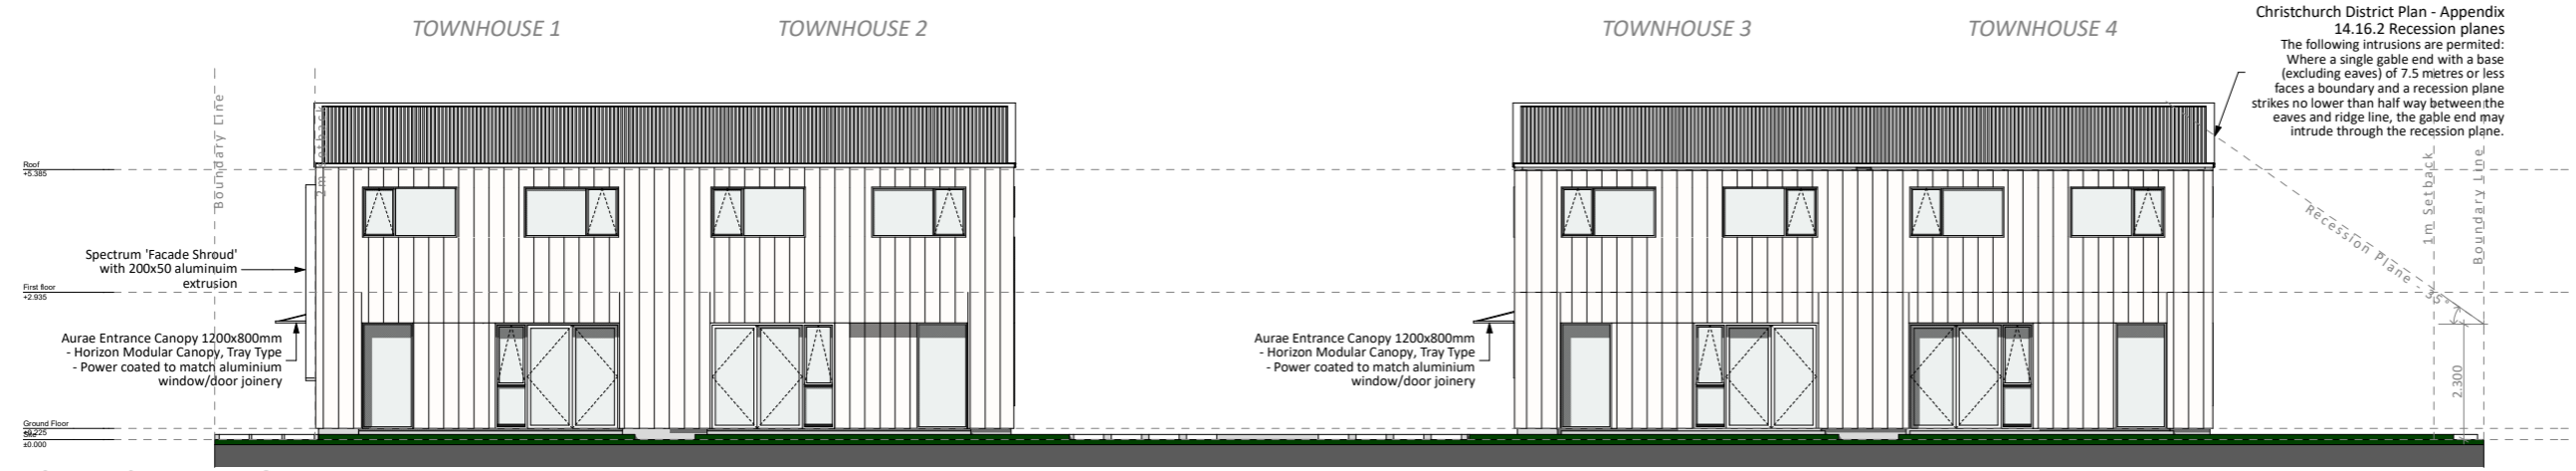 TOWNHOUSE 1
TOWNHOUSE 2
TOWNHOUSE 3
TOWNHOUSE 4
Christchurch District Plan - Appendix
14.16.2 Recession planes
The following intrusions are permited:
Where a single gable end with a base
(excluding eaves) of 7.5 metres or less
faces a boundary and a recession plane
strikes no lower than half way between the
eaves and ridge line, the gable end may
intrude through the recession plane.
Boundary Line
2m Setback
Roof
+5.385
Spectrum 'Facade Shroud'
with 200x50 aluminuim
extrusion
First floor
+2.935
Aurae Entrance Canopy 1200x800mm
- Horizon Modular Canopy, Tray Type
- Power coated to match aluminium
window/door joinery
Aurae Entrance Canopy 1200x800mm
- Horizon Modular Canopy, Tray Type
- Power coated to match aluminium
window/door joinery
Recession Plane - 35°
1m Setback
Boundary Line
2.300
Ground Floor
+0.225
Site
±0.000